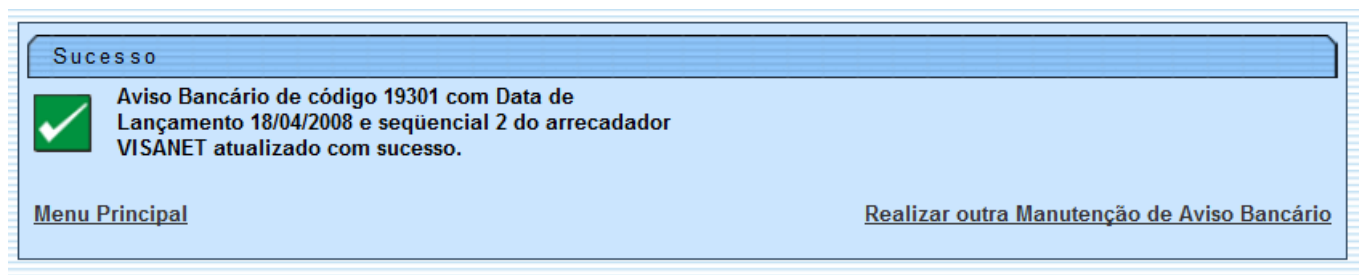 Sucesso
Aviso Bancário de código 19301 com Data de
Lançamento 18/04/2008 e seqüencial 2 do arrecadador
VISANET atualizado com sucesso.
Menu Principal
Realizar outra Manutenção de Aviso Bancário